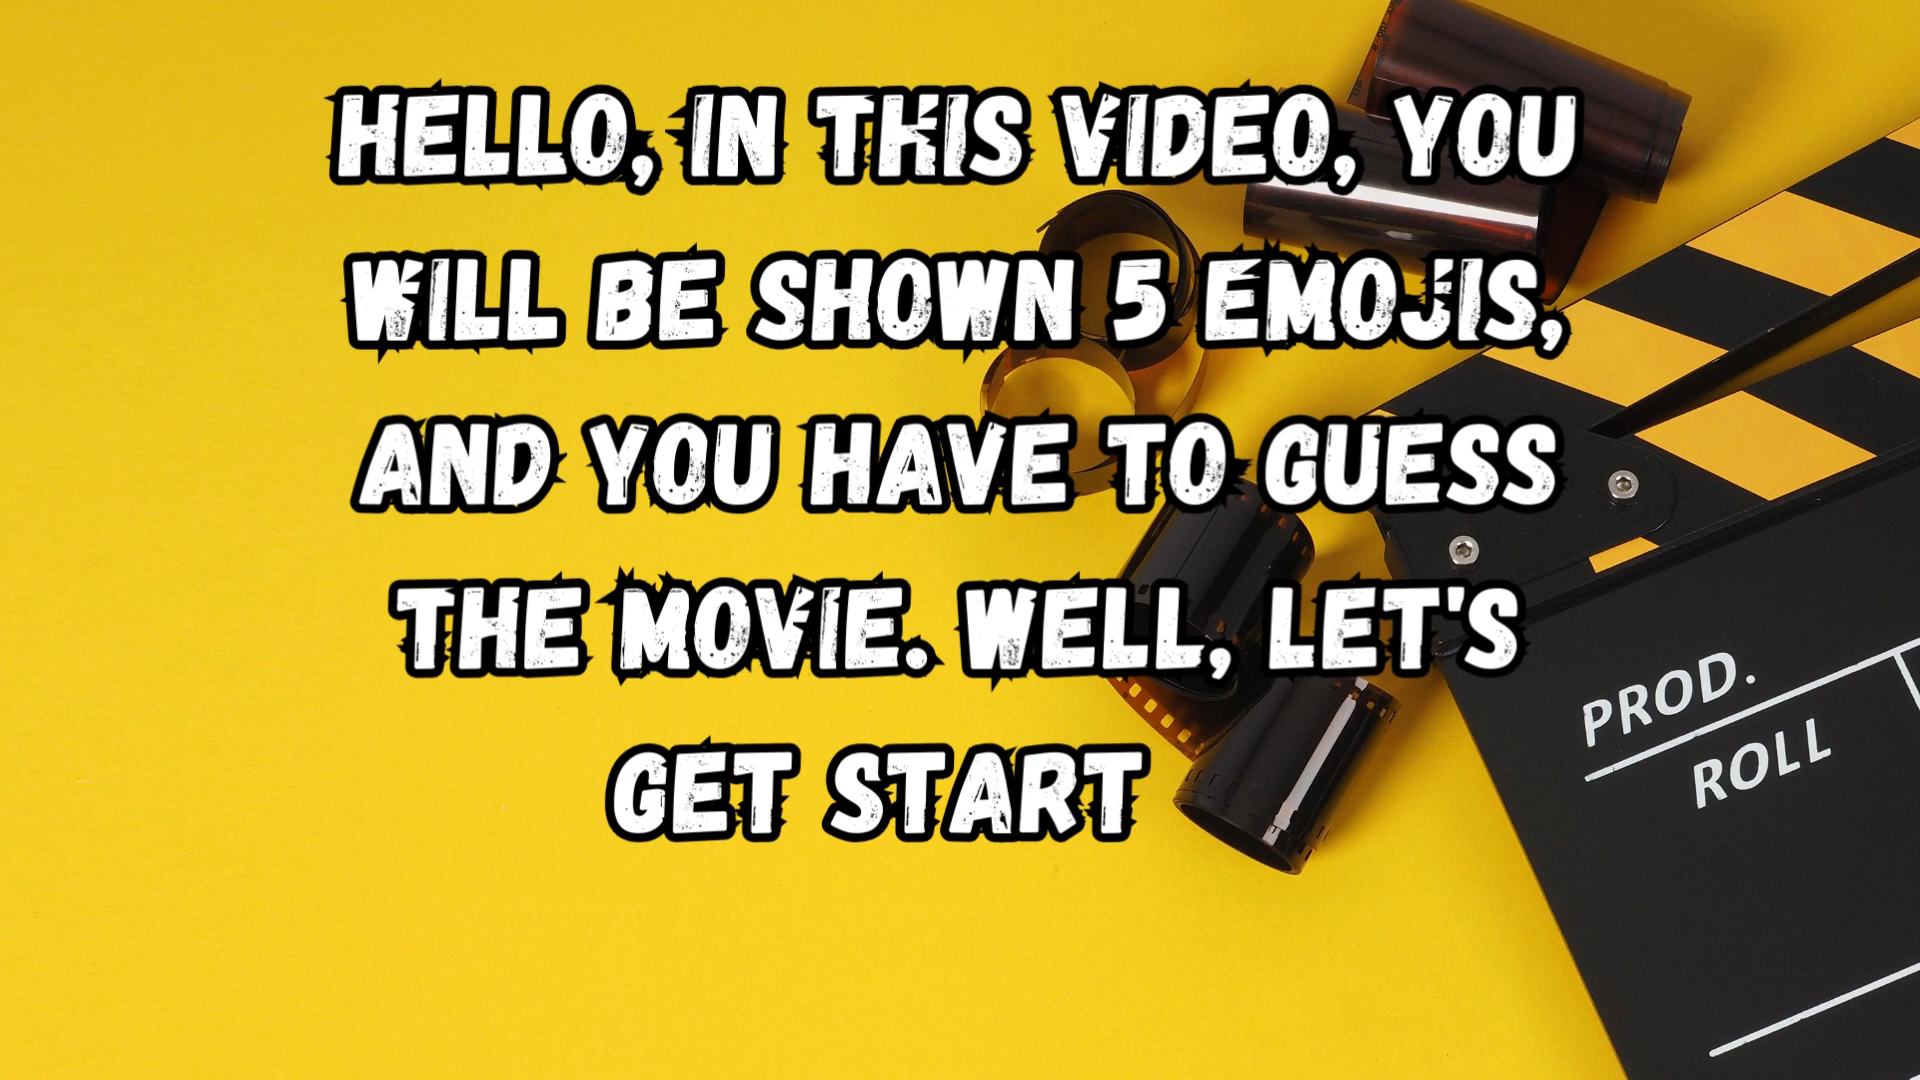 HELLO, IN THIS VIDEO, YOU
WILL BE SHOWN 5 EMOJIS,
AND YOU HAVE TO GUESS
THE MOVIE. WELL, LET'S
GET START
PROD.
ROLL